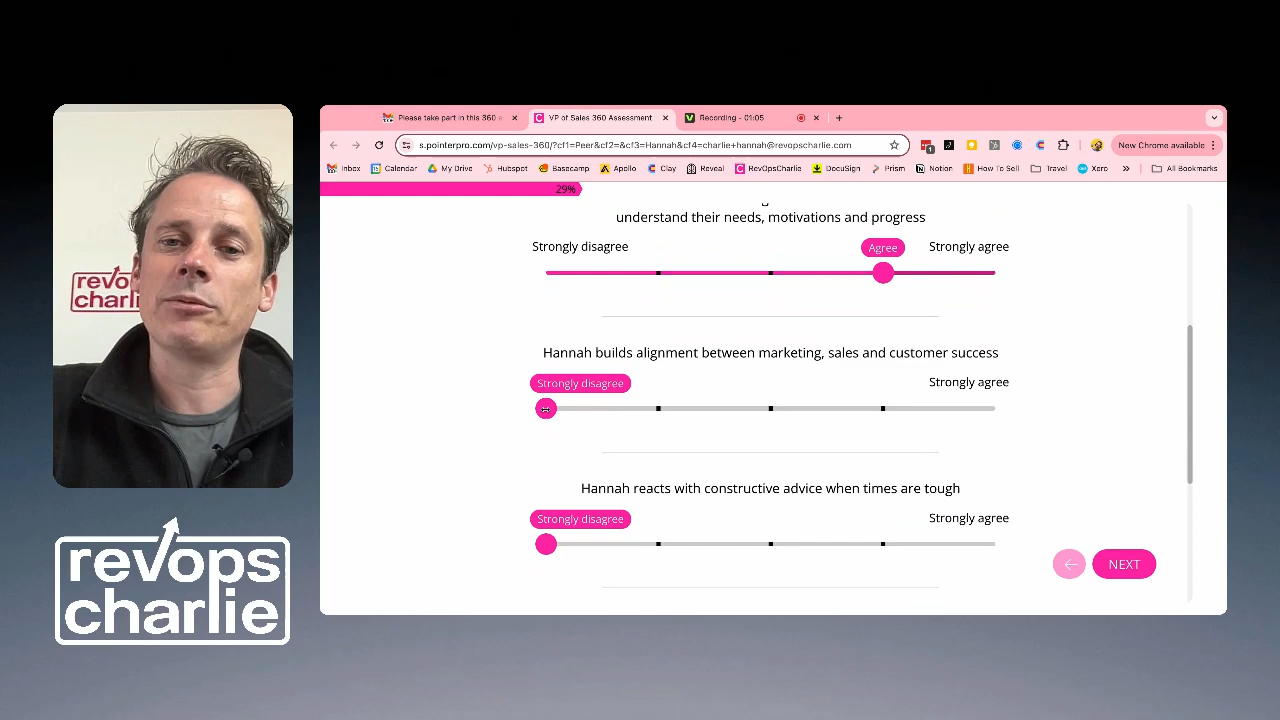 Please take part in this 360 e
VP of Sales 360 Assessment
Recording - 01:05
s.pointerpro.com/vp-sales-360/?cf1=Peer&cf2=&cf3=Hannah&cf4=charlie+hannah@revopscharlie.com
New Chrome available
Inbox
Calendar
My Drive
Hubspot
Basecamp
Apollo
Clay
Reveal
RevOpsCharlie
DocuSign
Prism
Notion
How To Sell
Travel
Xero
All Bookmarks
29%
understand their needs, motivations and progress
Strongly disagree
Agree
Strongly agree
Hannah builds alignment between marketing, sales and customer success
Strongly disagree
Strongly agree
Hannah reacts with constructive advice when times are tough
Strongly disagree
Strongly agree
NEXT
revops
charlie